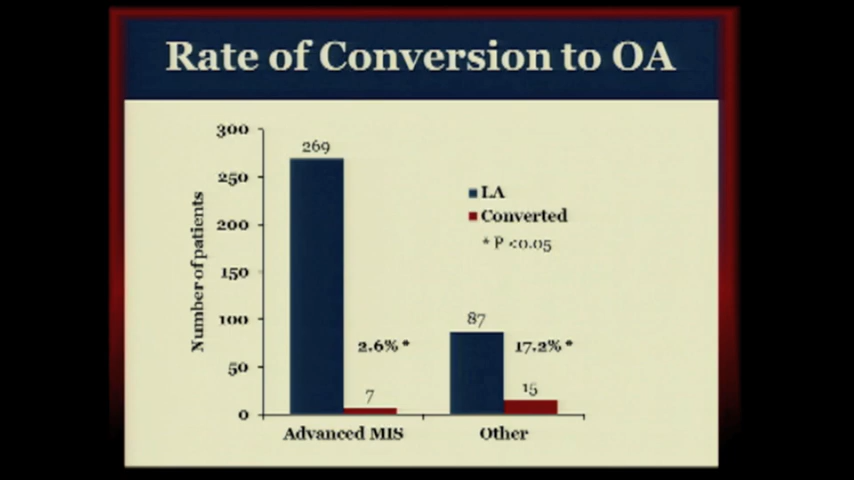 Rate of Conversion to OA
300
250
200
150
100
50
0
Number of patients
269
7
2.6% *
87
15
17.2% *
LA
Converted
* P <0.05
Advanced MIS
Other